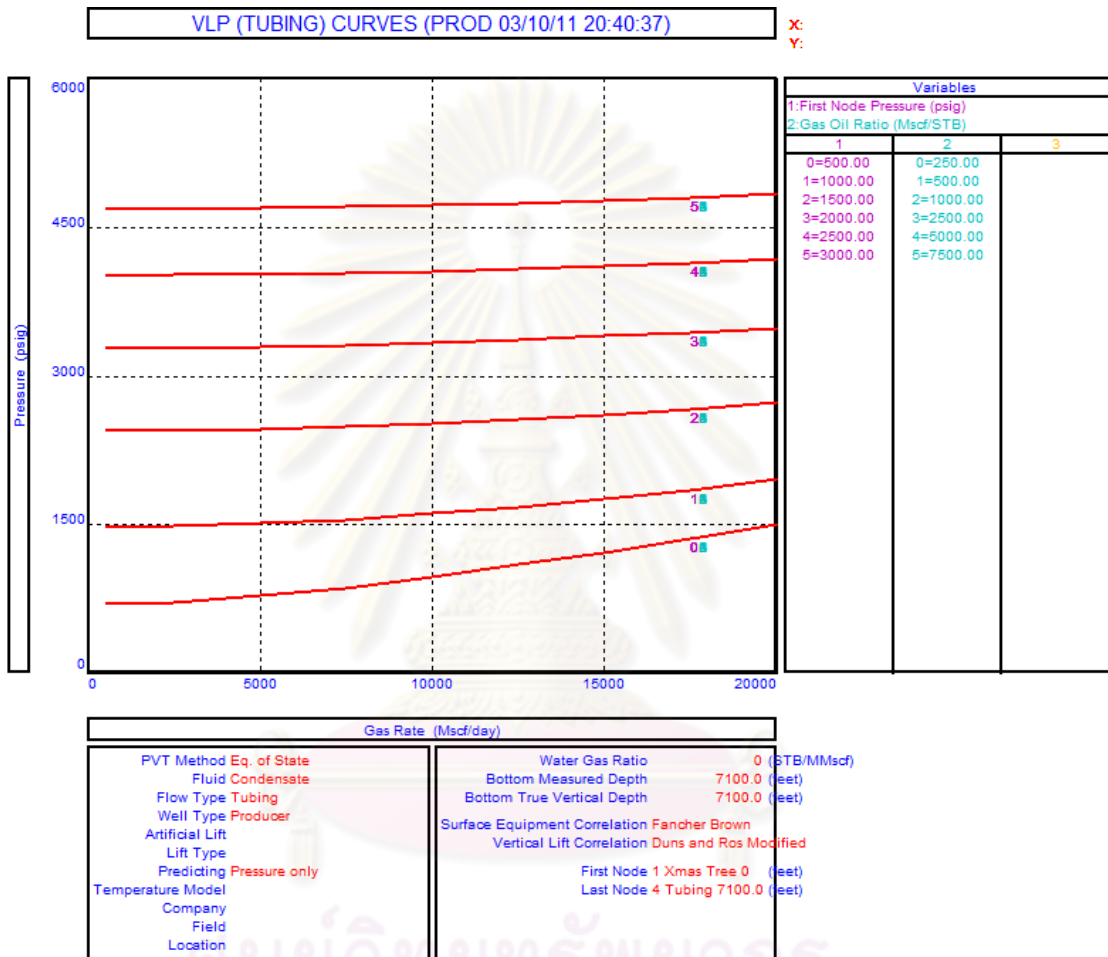 VLP (TUBING) CURVES (PROD 03/10/11 20:40:37)
X:
Y:
6000
4500
3000
1500
0
Pressure (psig)
5
4
3
2
1
0
0 5000 10000 15000 20000
Gas Rate (Mscf/day)
Variables
1:First Node Pressure (psig)
2:Gas Oil Ratio (Mscf/STB)
1 2 3
0=500.00 0=250.00
1=1000.00 1=500.00
2=1500.00 2=1000.00
3=2000.00 3=2500.00
4=2500.00 4=5000.00
5=3000.00 5=7500.00
PVT Method Eq. of State
Fluid Condensate
Flow Type Tubing
Well Type Producer
Artificial Lift
Lift Type
Predicting Pressure only
Temperature Model
Company
Field
Location
Water Gas Ratio 0 (STB/MMscf)
Bottom Measured Depth 7100.0 (feet)
Bottom True Vertical Depth 7100.0 (feet)
Surface Equipment Correlation Fancher Brown
Vertical Lift Correlation Duns and Ros Modified
First Node 1 Xmas Tree 0 (feet)
Last Node 4 Tubing 7100.0 (feet)